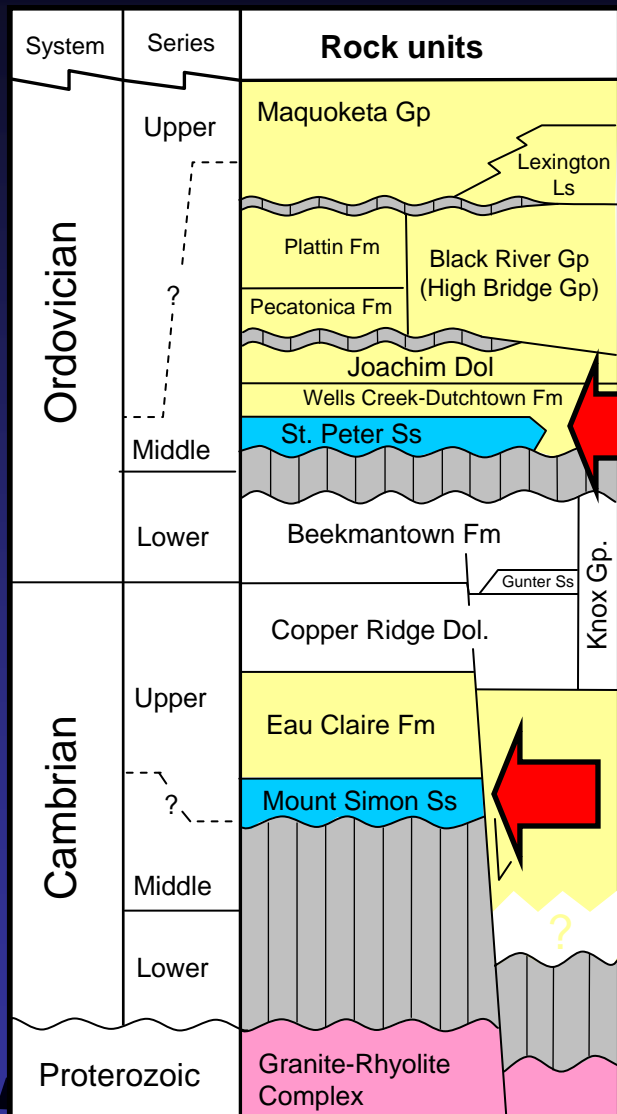 System
Series
Rock units
Ordovician
Upper
?
Middle
Lower
Maquoketa Gp
Lexington
Ls
Plattin Fm
Pecatonica Fm
Black River Gp
(High Bridge Gp)
Joachim Dol
Wells Creek-Dutchtown Fm
St. Peter Ss
Beekmantown Fm
Gunter Ss
Knox Gp.
Copper Ridge Dol.
Cambrian
Upper
?
Middle
Lower
Eau Claire Fm
Mount Simon Ss
?
Proterozoic
Granite-Rhyolite
Complex